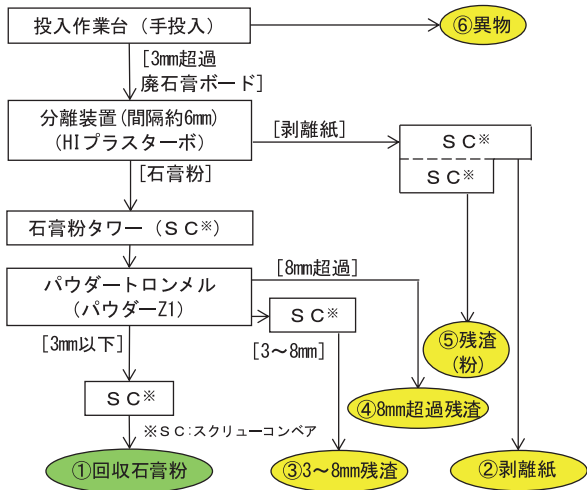 投入作業台（手投入）
⑥異物
[3mm超過
廃石膏ボード]
分離装置(間隔約6mm)
(HIプラスターボ)
[剥離紙]
ＳＣ※
ＳＣ※
[石膏粉]
石膏粉タワー（ＳＣ※）
パウダートロンメル
(パウダーZ1)
[8mm超過]
ＳＣ※
[3mm以下]
[3～8mm]
⑤残渣
(粉)
ＳＣ※
④8mm超過残渣
※ＳＣ:スクリューコンベア
①回収石膏粉
③3～8mm残渣
②剥離紙